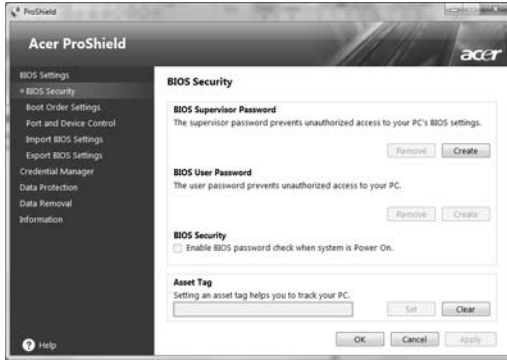 ProShield
Acer ProShield
acer
BIOS Settings
BIOS Security
Boot Order Settings
Port and Device Control
Import BIOS Settings
Export BIOS Settings
Credential Manager
Data Protection
Data Removal
Information
Help
BIOS Security
BIOS Supervisor Password
The supervisor password prevents unauthorized access to your PC's BIOS settings.
Remove Create
BIOS User Password
The user password prevents unauthorized access to your PC.
Remove Create
BIOS Security
Enable BIOS password check when system is Power On.
Asset Tag
Setting an asset tag helps you to track your PC.
Set Clear
OK Cancel Apply